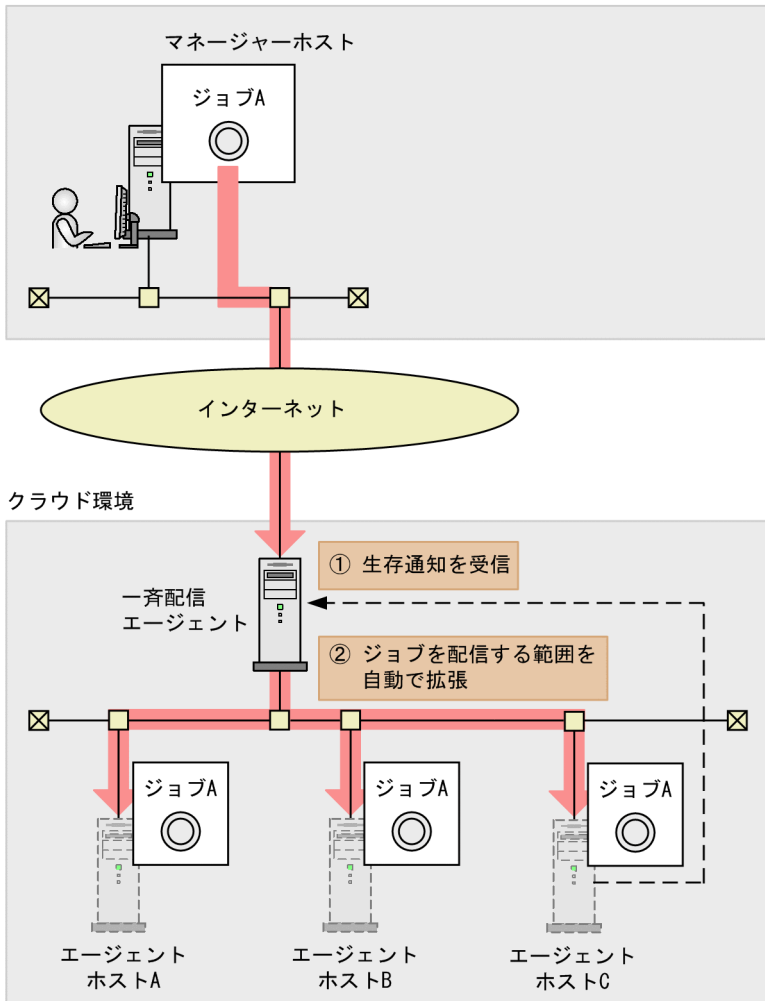 マネージャーホスト
ジョブA
インターネット
クラウド環境
① 生存通知を受信
一斉配信
エージェント
② ジョブを配信する範囲を
自動で拡張
ジョブA
ジョブA
ジョブA
エージェント
ホストA
エージェント
ホストB
エージェント
ホストC